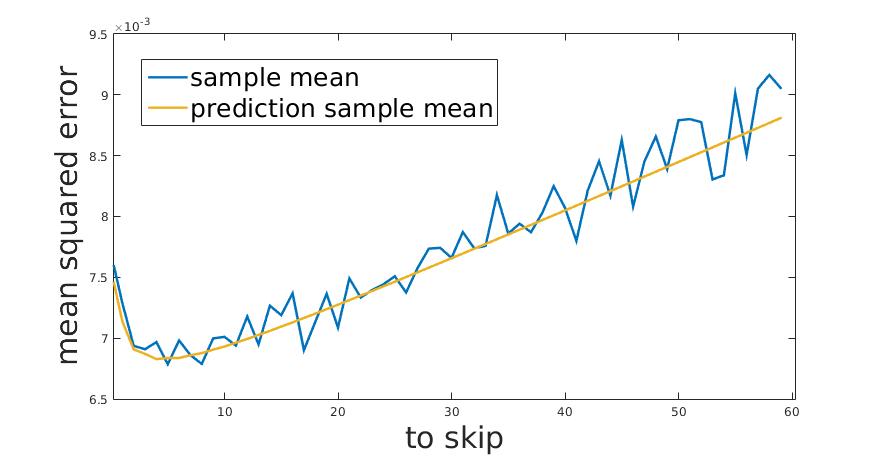 ×10-3
9.5
9
8.5
8
7.5
7
6.5
mean squared error
sample mean
prediction sample mean
10 20 30 40 50 60
to skip